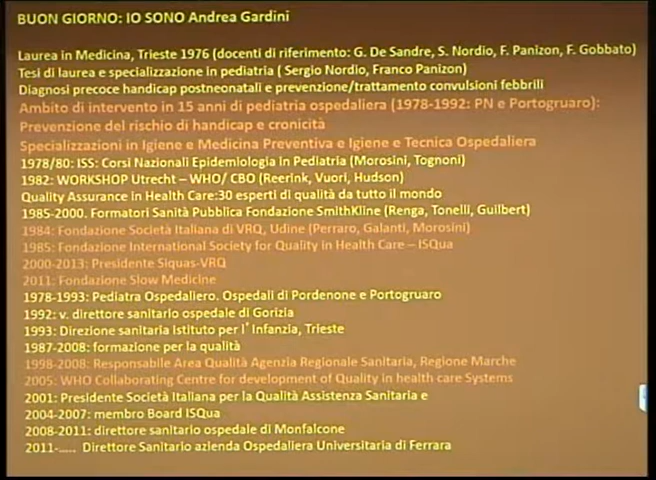 BUON GIORNO: IO SONO Andrea Gardini
Laurea in Medicina, Trieste 1976 (docenti di riferimento: G. De Sandre, S. Nordio, F. Panizon, F. Gobbato)
Tesi di laurea e specializzazione in pediatria ( Sergio Nordio, Franco Panizon)
Diagnosi precoce handicap postneonatali e prevenzione/trattamento convulsioni febbrili
Ambito di intervento in 15 anni di pediatria ospedaliera (1978-1992: PN e Portogruaro):
Prevenzione del rischio di handicap e cronicità
Specializzazioni in Igiene e Medicina Preventiva e Igiene e Tecnica Ospedaliera
1978/80: ISS: Corsi Nazionali Epidemiologia in Pediatria (Morosini, Tognoni)
1982: WORKSHOP Utrecht – WHO/ CBO (Reerink, Vuori, Hudson)
Quality Assurance in Health Care:30 esperti di qualità da tutto il mondo
1985-2000. Formatori Sanità Pubblica Fondazione SmithKline (Renga, Tonelli, Guilbert)
1984: Fondazione Società Italiana di VRQ, Udine (Perraro, Galanti, Morosini)
1985: Fondazione International Society for Quality in Health Care – ISQua
2000-2013: Presidente Siquas-VRQ
2011: Fondazione Slow Medicine
1978-1993: Pediatra Ospedaliero. Ospedali di Pordenone e Portogruaro
1992: v. direttore sanitario ospedale di Gorizia
1993: Direzione sanitaria Istituto per l'Infanzia, Trieste
1987-2008: formazione per la qualità
1998-2008: Responsabile Area Qualità Agenzia Regionale Sanitaria, Regione Marche
2005: WHO Collaborating Centre for development of Quality in health care Systems
2001: Presidente Società Italiana per la Qualità Assistenza Sanitaria e
2004-2007: membro Board ISQua
2008-2011: direttore sanitario ospedale di Monfalcone
2011-..... Direttore Sanitario azienda Ospedaliera Universitaria di Ferrara